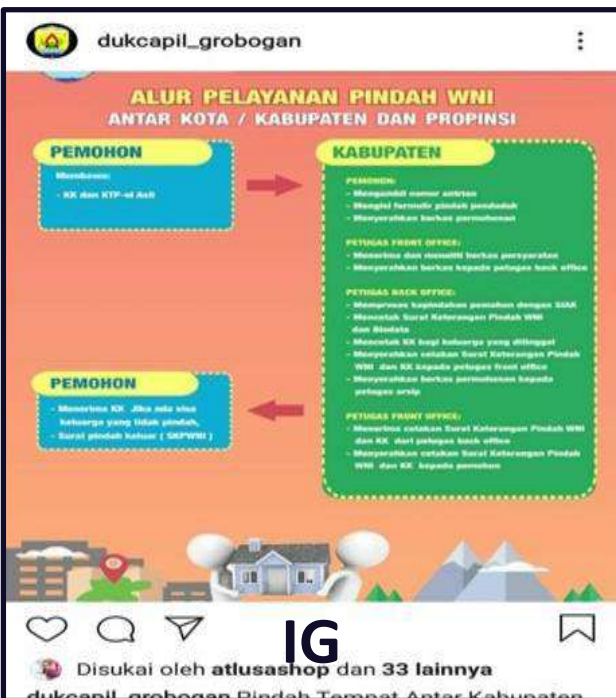 dukcapil_grobogan
ALUR PELAYANAN PINDAH WNI
ANTAR KOTA / KABUPATEN DAN PROPINSI
PEMOHON
Membawa:
- KK dan KTP-el Asli
KABUPATEN
PEMOHON:
- Mengambil nomor antrian
- Mengisi formulir pindah penduduk
- Menyerahkan berkas permohonan
PETUGAS FRONT OFFICE:
- Menerima dan meneliti berkas persyaratan
- Menyerahkan berkas kepada petugas back office
PETUGAS BACK OFFICE:
- Memproses kepindahan pemohon dengan SIAK
- Mencetak Surat Keterangan Pindah WNI
dan Biodata
- Mencetak KK bagi keluarga yang ditinggal
- Menyerahkan cetakan Surat Keterangan Pindah
WNI dan KK kepada petugas front office
- Menyerahkan berkas permohonan kepada
petugas arsip
PETUGAS FRONT OFFICE:
- Menerima cetakan Surat Keterangan Pindah WNI
dan KK dari petugas back office
- Menyerahkan cetakan Surat Keterangan Pindah
WNI dan KK kepada pemohon
PEMOHON
- Menerima KK Jika ada sisa
keluarga yang tidak pindah,
- Surat pindah keluar ( SKPWNI )
IG
Disukai oleh atlusashop dan 33 lainnya
dukcapil_grobogan Pindah Tempat Antar Kabupaten